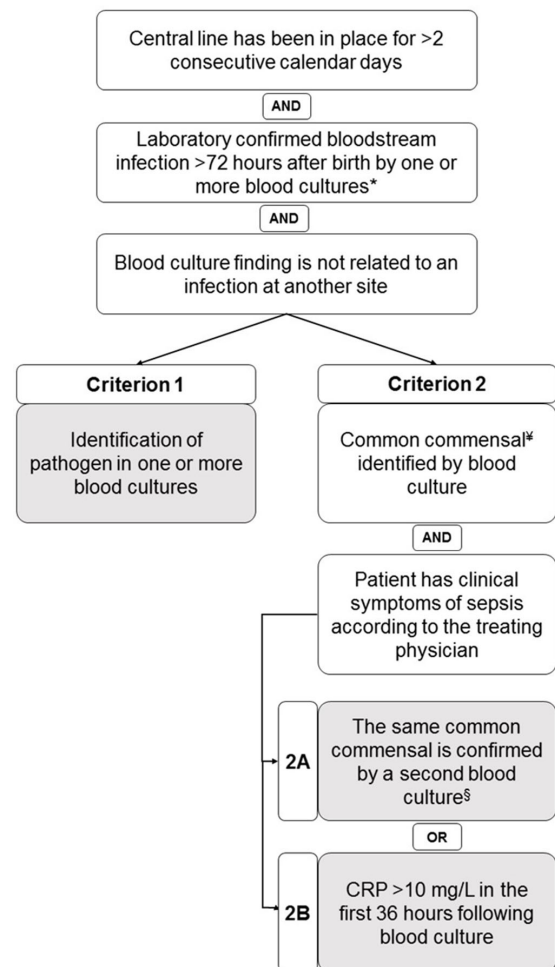 Central line has been in place for >2
consecutive calendar days
AND
Laboratory confirmed bloodstream
infection >72 hours after birth by one or
more blood cultures*
AND
Blood culture finding is not related to an
infection at another site
Criterion 1
Identification of
pathogen in one or more
blood cultures
Criterion 2
Common commensal¥
identified by blood
culture
AND
Patient has clinical
symptoms of sepsis
according to the treating
physician
2A
The same common
commensal is confirmed
by a second blood
culture§
OR
2B
CRP >10 mg/L in the
first 36 hours following
blood culture